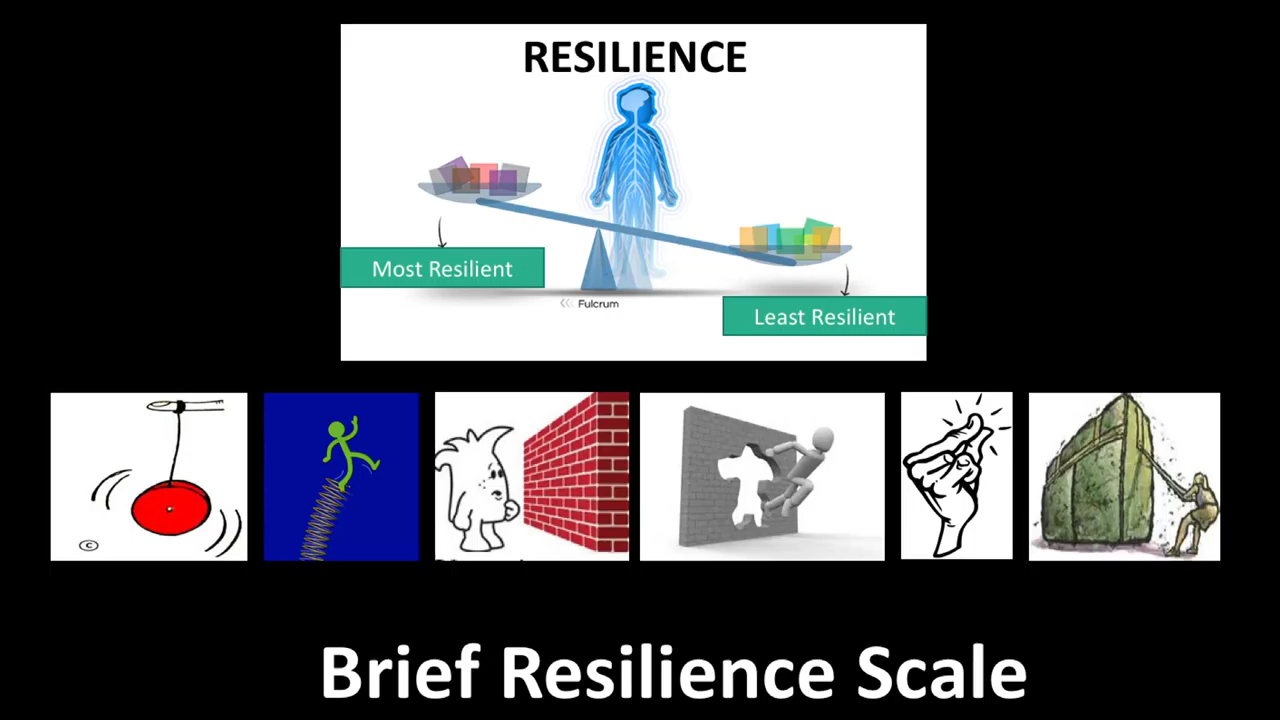 RESILIENCE
Most Resilient
Fulcrum
Least Resilient
©
Brief Resilience Scale